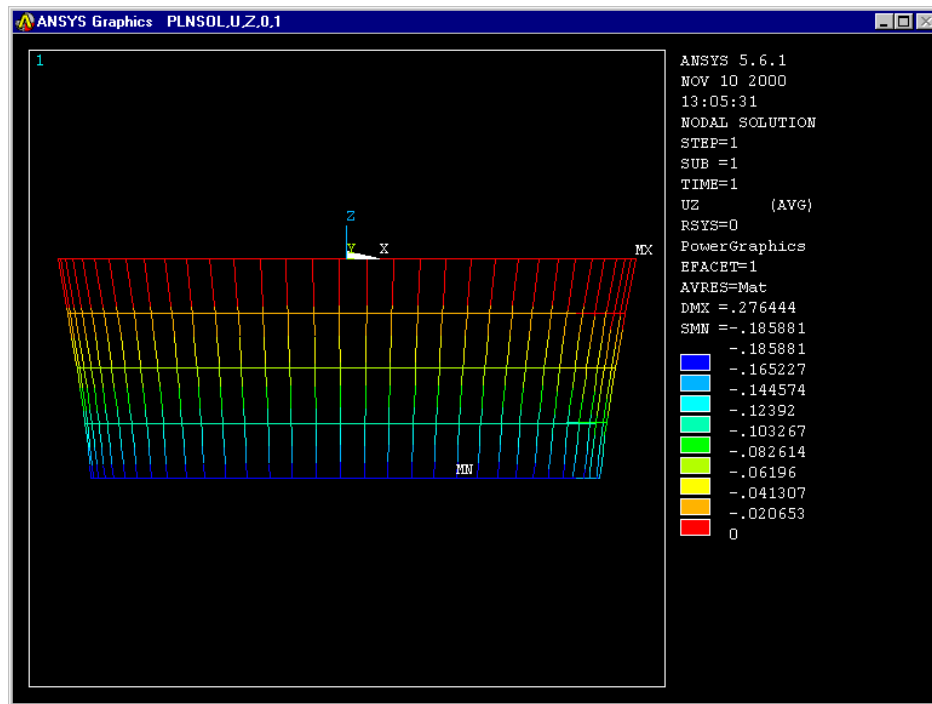 ANSYS Graphics PLNSOL,U,Z,0,1
1
Z
Y
X
MX
MN
ANSYS 5.6.1
NOV 10 2000
13:05:31
NODAL SOLUTION
STEP=1
SUB =1
TIME=1
UZ (AVG)
RSYS=0
PowerGraphics
EFACET=1
AVRES=Mat
DMX =.276444
SMN =-.185881
-.185881
-.165227
-.144574
-.12392
-.103267
-.082614
-.06196
-.041307
-.020653
0